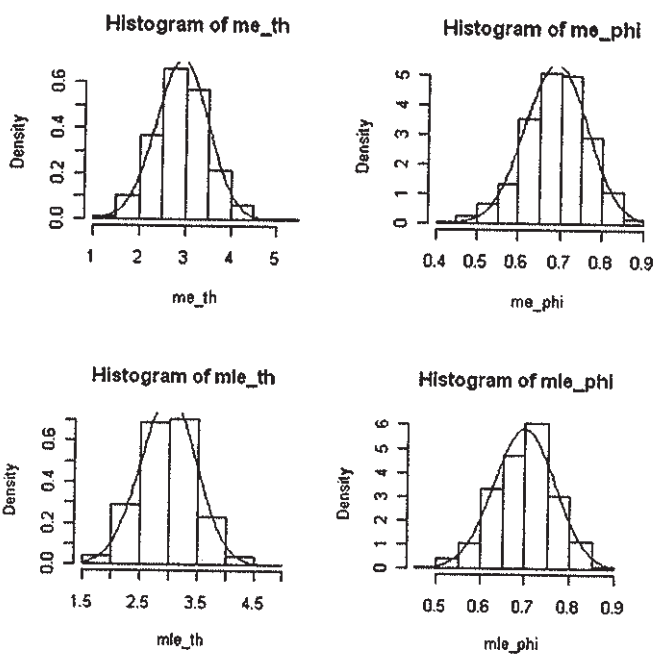 Histogram of me_th
Density
0.0 0.2 0.4 0.6
1 2 3 4 5
me_th
Histogram of me_phi
Density
0 1 2 3 4 5
0.4 0.5 0.6 0.7 0.8 0.9
me_phi
Histogram of mle_th
Density
0.0 0.2 0.4 0.6
1.5 2.5 3.5 4.5
mle_th
Histogram of mle_phi
Density
0 1 2 3 4 5 6
0.5 0.6 0.7 0.8 0.9
mle_phi